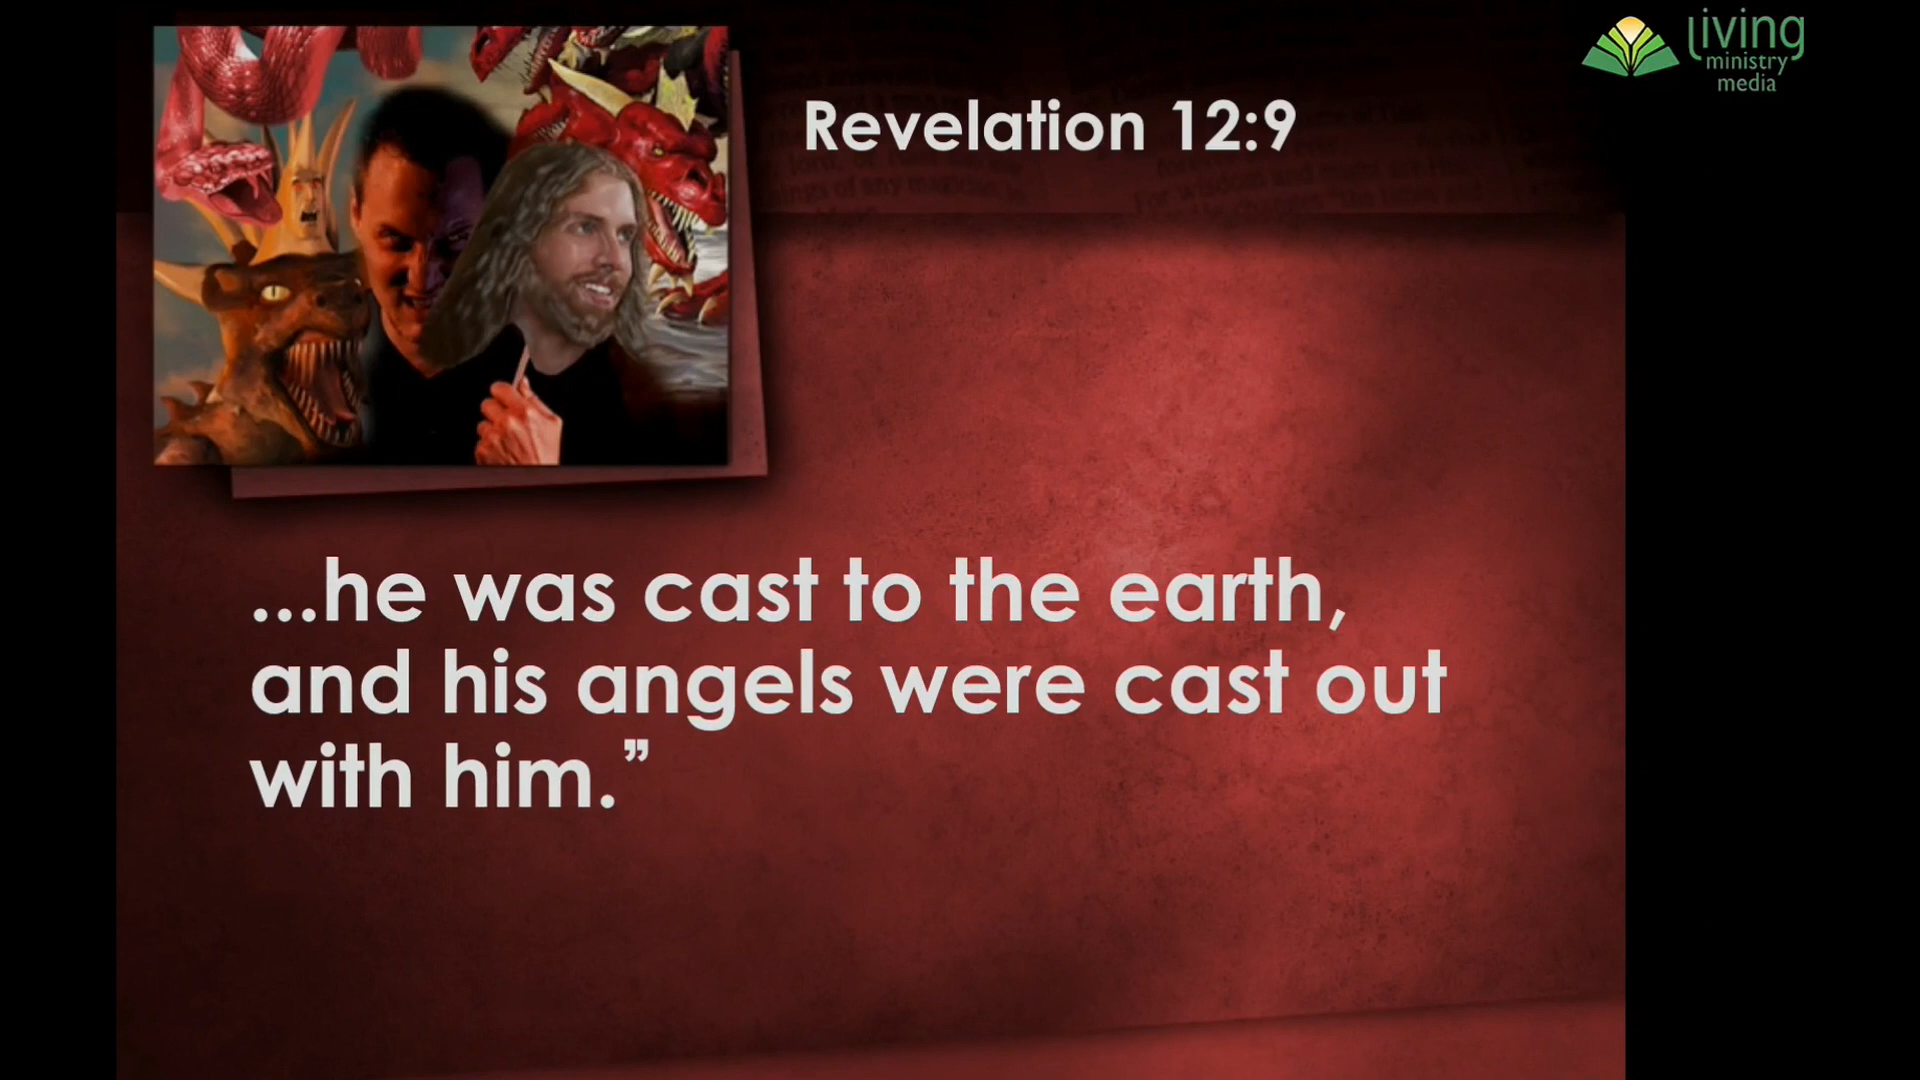 living
ministry
media
Revelation 12:9
...he was cast to the earth,
and his angels were cast out
with him.”